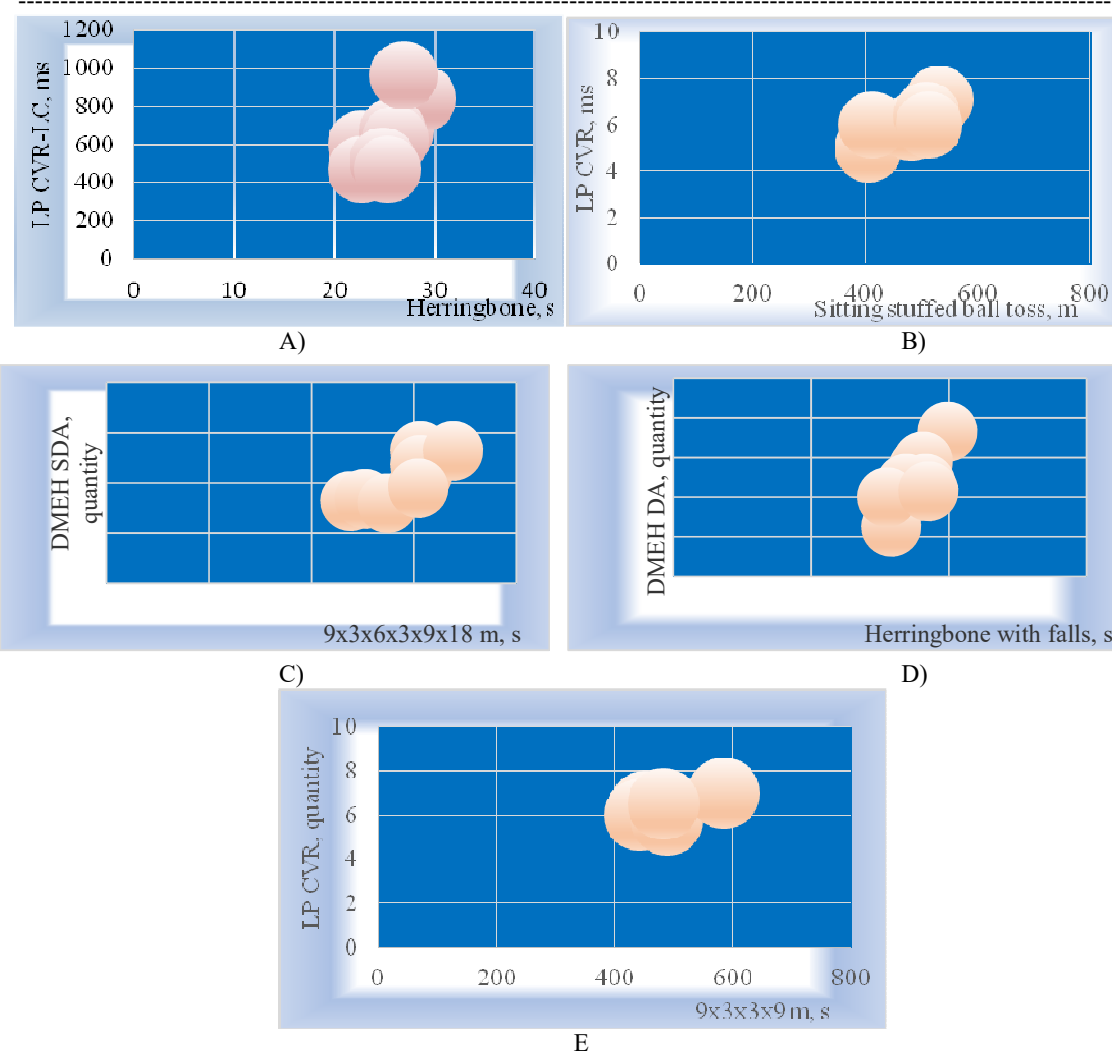 1200
1000
800
600
400
200
0
LP CVR-LC, ms
0 10 20 30 40
Herringbone, s
A)
10
8
6
4
2
0
LP CVR, ms
0 200 400 600 800
Sitting stuffed ball toss, m
B)
DMEH SDA,
quantity
9x3x6x3x9x18 m, s
C)
DMEH DA, quantity
Herringbone with falls, s
D)
10
8
6
4
2
0
LP CVR, quantity
0 200 400 600 800
9x3x3x9 m, s
E